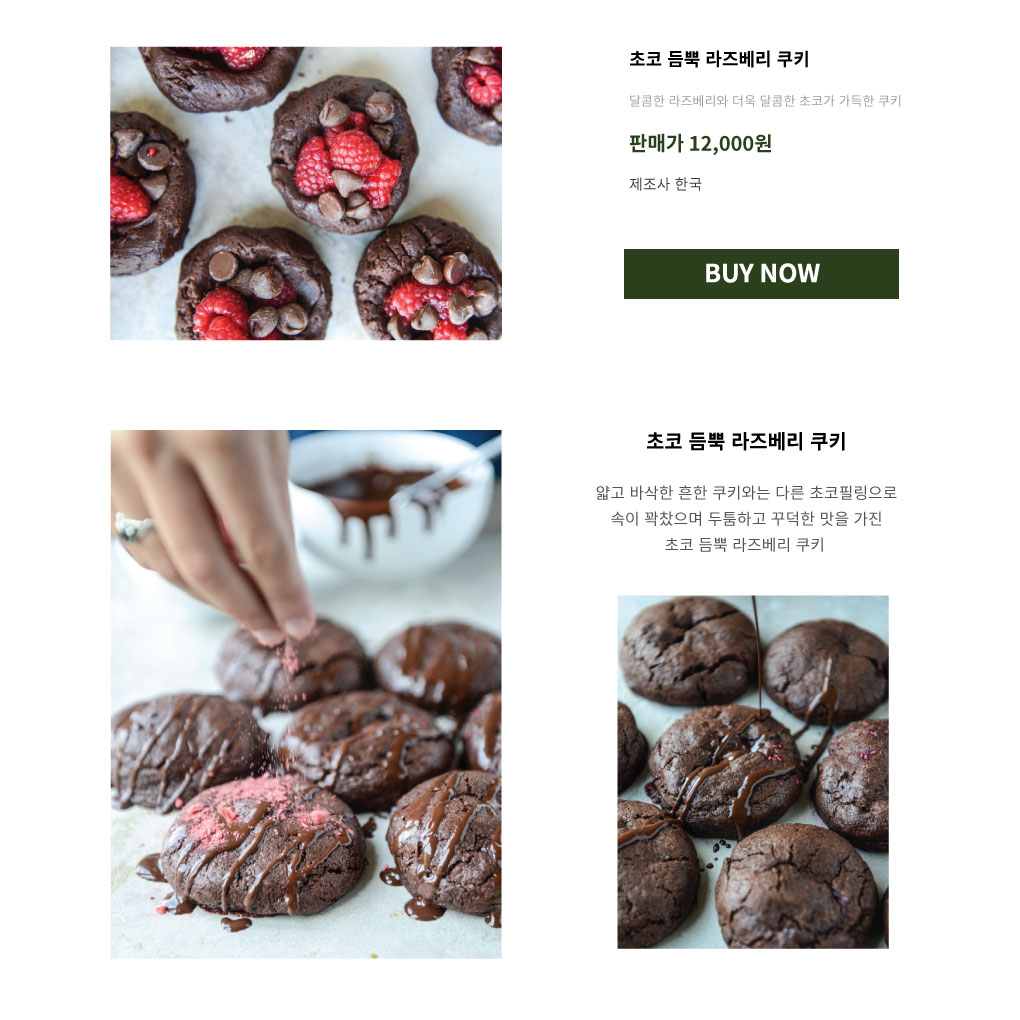 초코 듬뿍 라즈베리 쿠키
달콤한 라즈베리와 더욱 달콤한 초코가 가득한 쿠키
판매가 12,000원
제조사 한국
BUY NOW
초코 듬뿍 라즈베리 쿠키
얇고 바삭한 흔한 쿠키와는 다른 초코필링으로
속이 꽉찼으며 두툼하고 꾸덕한 맛을 가진
초코 듬뿍 라즈베리 쿠키